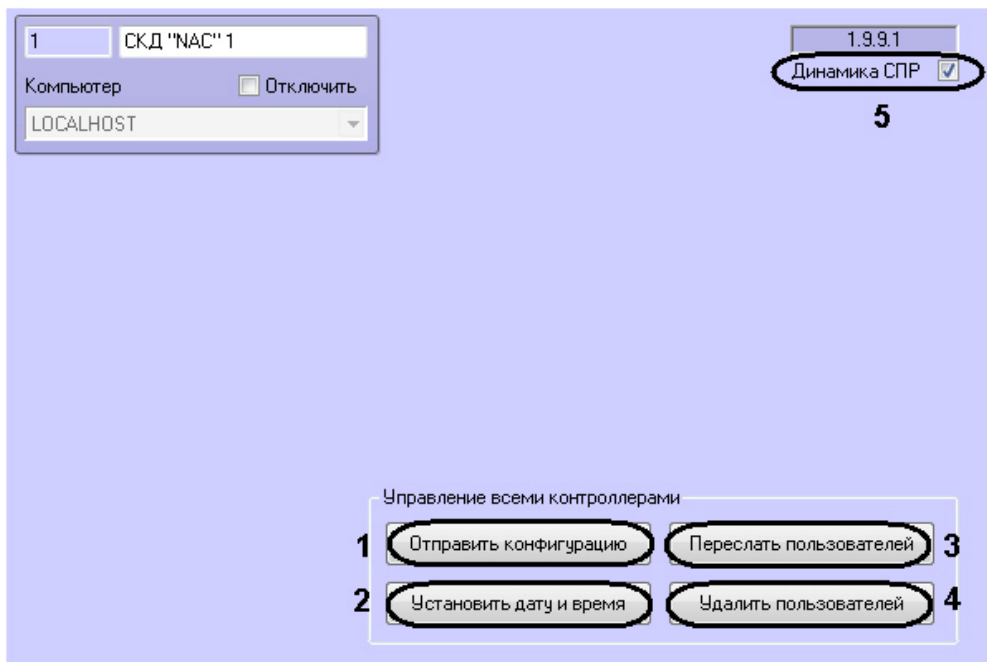 1 СКД "NAC" 1
1.9.9.1
Компьютер Отключить
Динамика СПР
LOCALHOST
5
Управление всеми контроллерами
1 Отправить конфигурацию Переслать пользователей 3
2 Установить дату и время Удалить пользователей 4